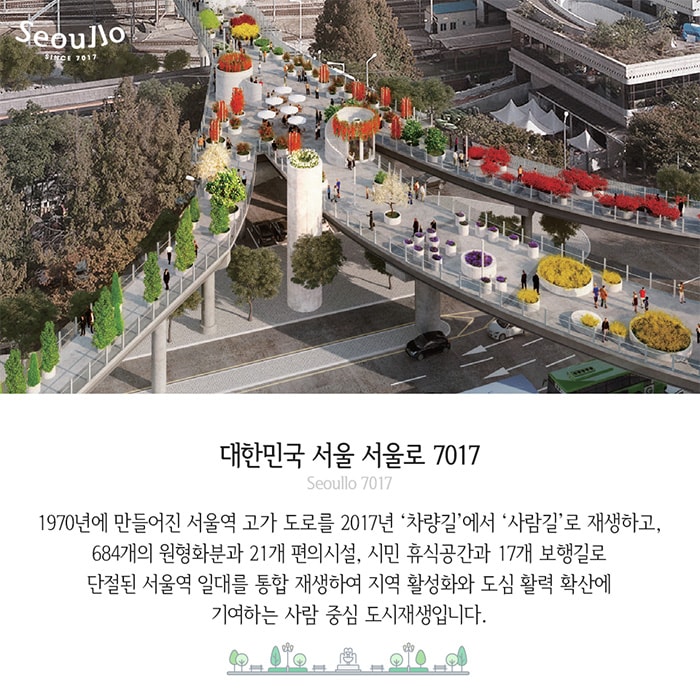 Seoullo
SINCE 7017
대한민국 서울 서울로 7017
Seoullo 7017
1970년에 만들어진 서울역 고가 도로를 2017년 ‘차량길’에서 ‘사람길’로 재생하고,
684개의 원형화분과 21개 편의시설, 시민 휴식공간과 17개 보행길로
단절된 서울역 일대를 통합 재생하여 지역 활성화와 도심 활력 확산에
기여하는 사람 중심 도시재생입니다.